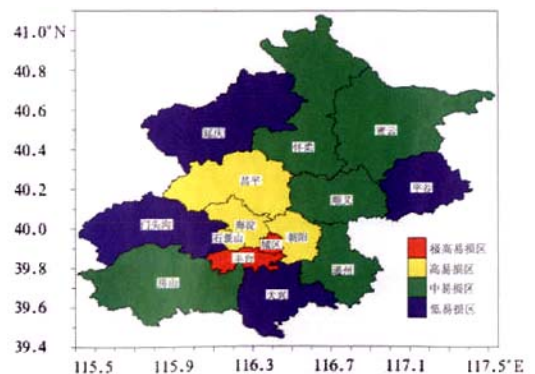 41.0°N
40.8
40.6
40.4
40.2
40.0
39.8
39.6
39.4
延庆
怀柔
密云
昌平
顺义
平谷
门头沟
海淀
石景山
城区
朝阳
丰台
通州
房山
大兴
极高易损区
高易损区
中易损区
低易损区
115.5
115.9
116.3
116.7
117.1
117.5°E